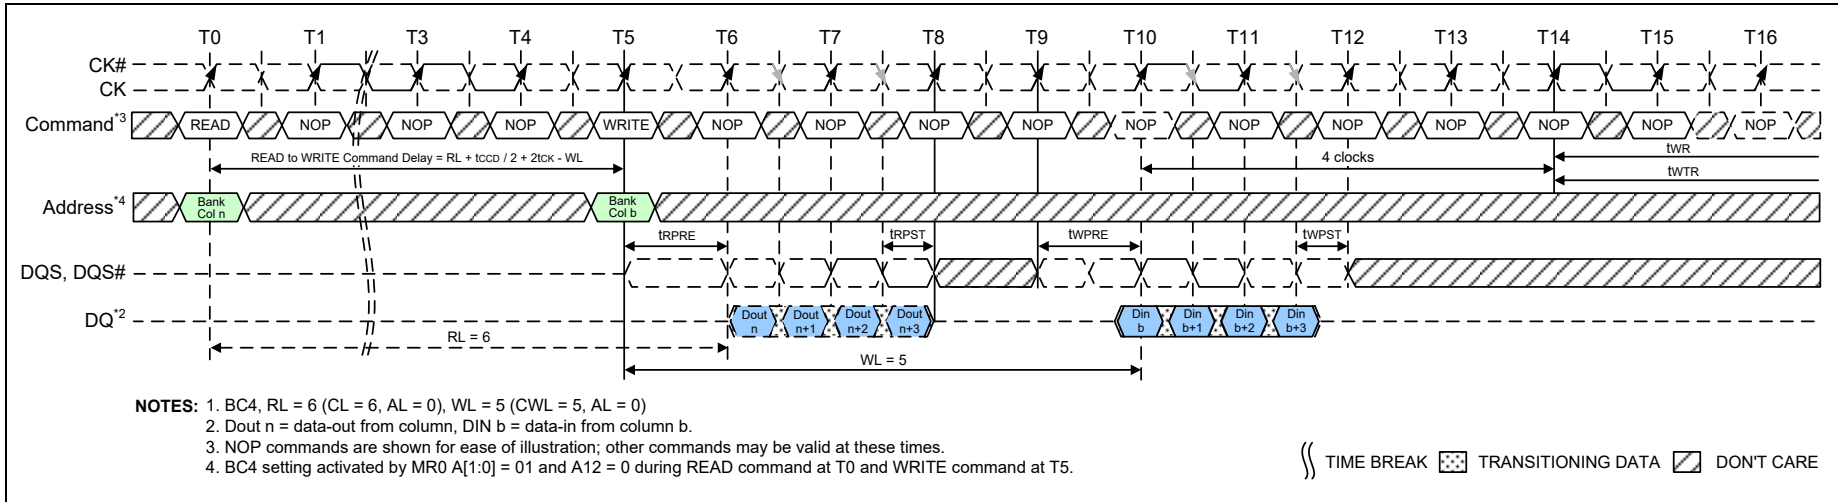 T0 T1 T3 T4 T5 T6 T7 T8 T9 T10 T11 T12 T13 T14 T15 T16
CK#
CK
Command*3 READ NOP NOP NOP WRITE NOP NOP NOP NOP NOP NOP NOP NOP NOP NOP NOP
READ to WRITE Command Delay = RL + tCCD / 2 + 2tCK - WL
4 clocks
tWR
tWTR
Address*4
Bank
Col n
Bank
Col b
tRPRE tRPST tWPRE tWPST
DQS, DQS#
DQ*2
Dout
n
Dout
n+1
Dout
n+2
Dout
n+3
Din
b
Din
b+1
Din
b+2
Din
b+3
RL = 6
WL = 5
NOTES: 1. BC4, RL = 6 (CL = 6, AL = 0), WL = 5 (CWL = 5, AL = 0)
2. Dout n = data-out from column, DIN b = data-in from column b.
3. NOP commands are shown for ease of illustration; other commands may be valid at these times.
4. BC4 setting activated by MR0 A[1:0] = 01 and A12 = 0 during READ command at T0 and WRITE command at T5.
TIME BREAK TRANSITIONING DATA DON'T CARE